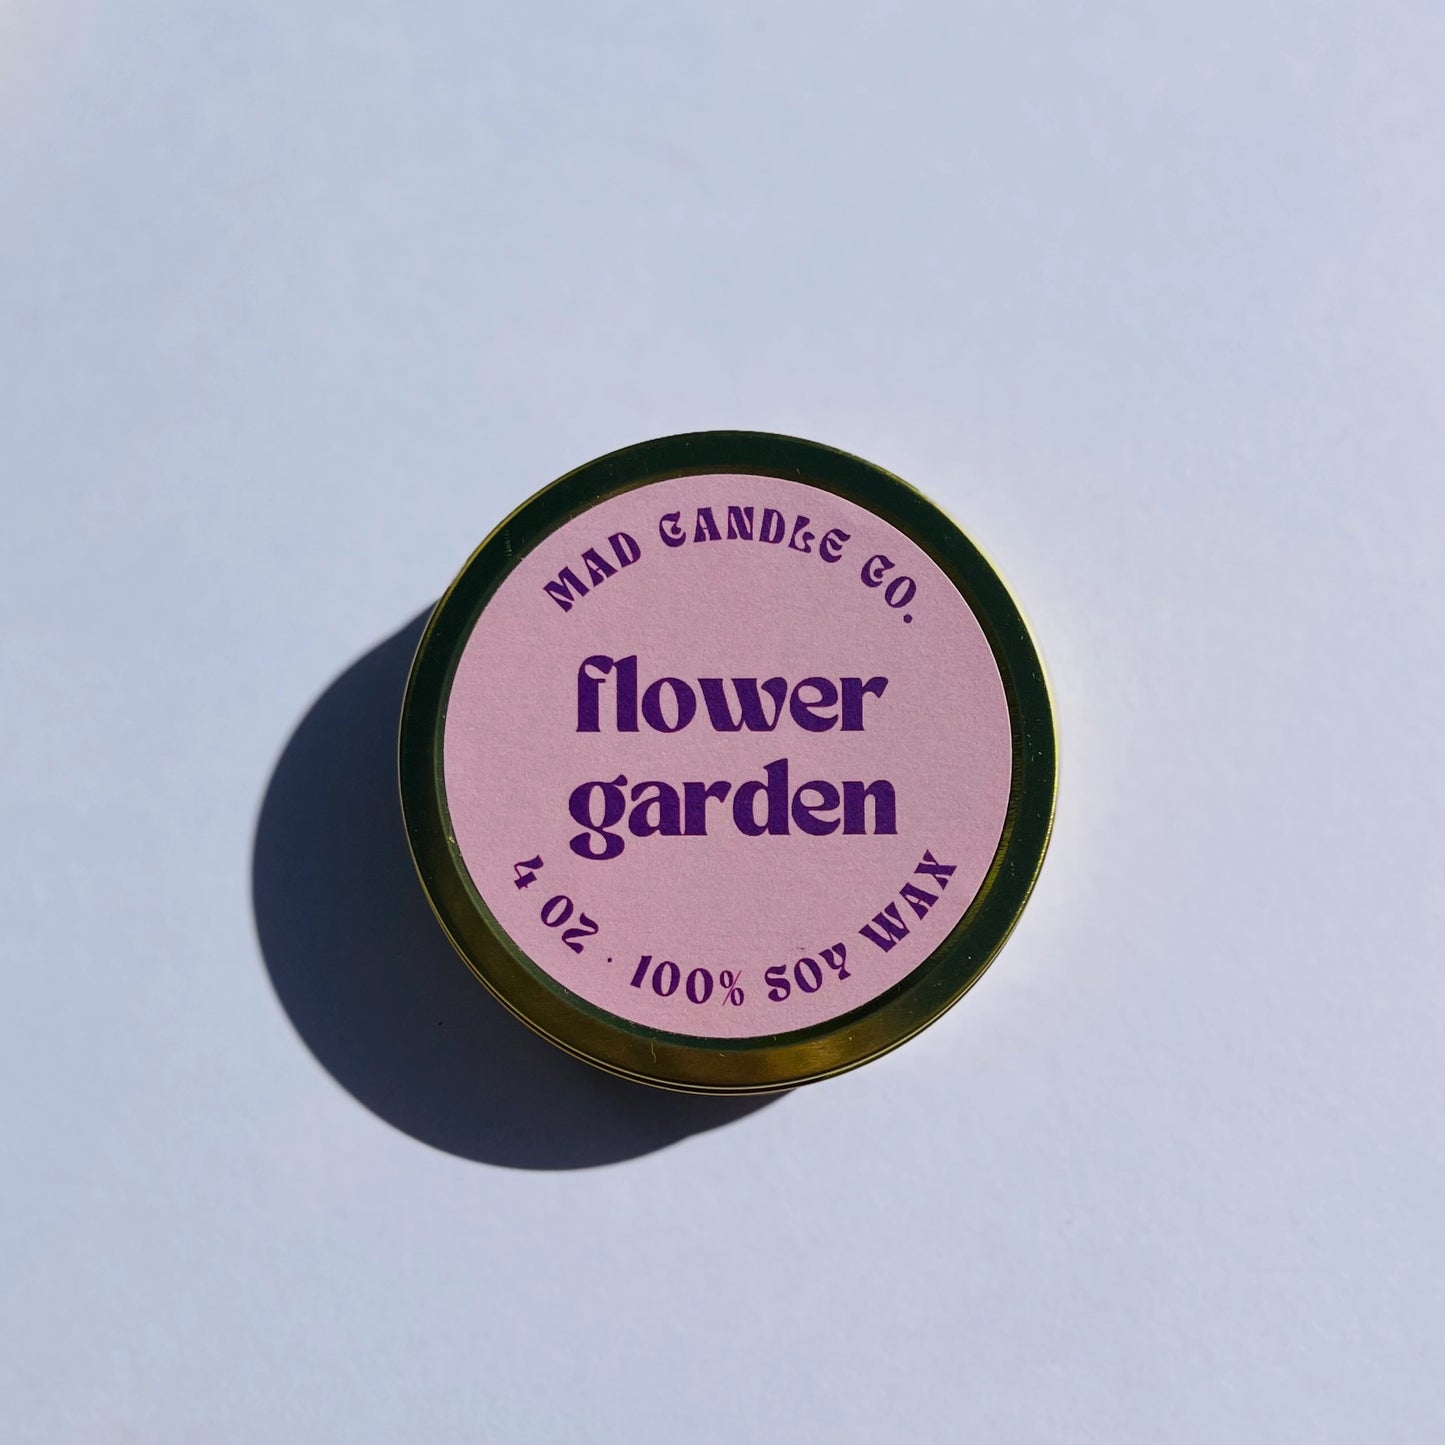 MAD CANDLE CO.
flower
garden
4 OZ · 100% SOY WAX